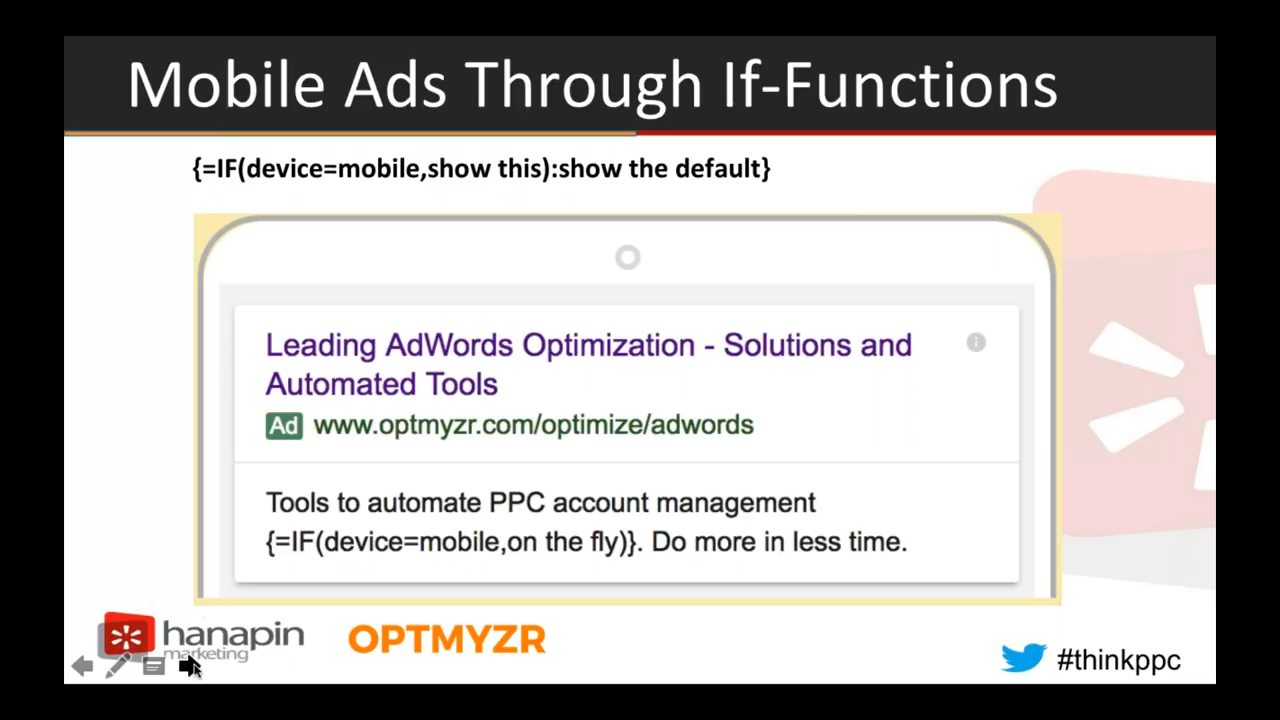 Mobile Ads Through If-Functions
{=IF(device=mobile,show this):show the default}
Leading AdWords Optimization - Solutions and
Automated Tools
Ad www.optmyzr.com/optimize/adwords
Tools to automate PPC account management
{=IF(device=mobile,on the fly)}. Do more in less time.
hanapin
marketing
OPTMYZR
#thinkppc